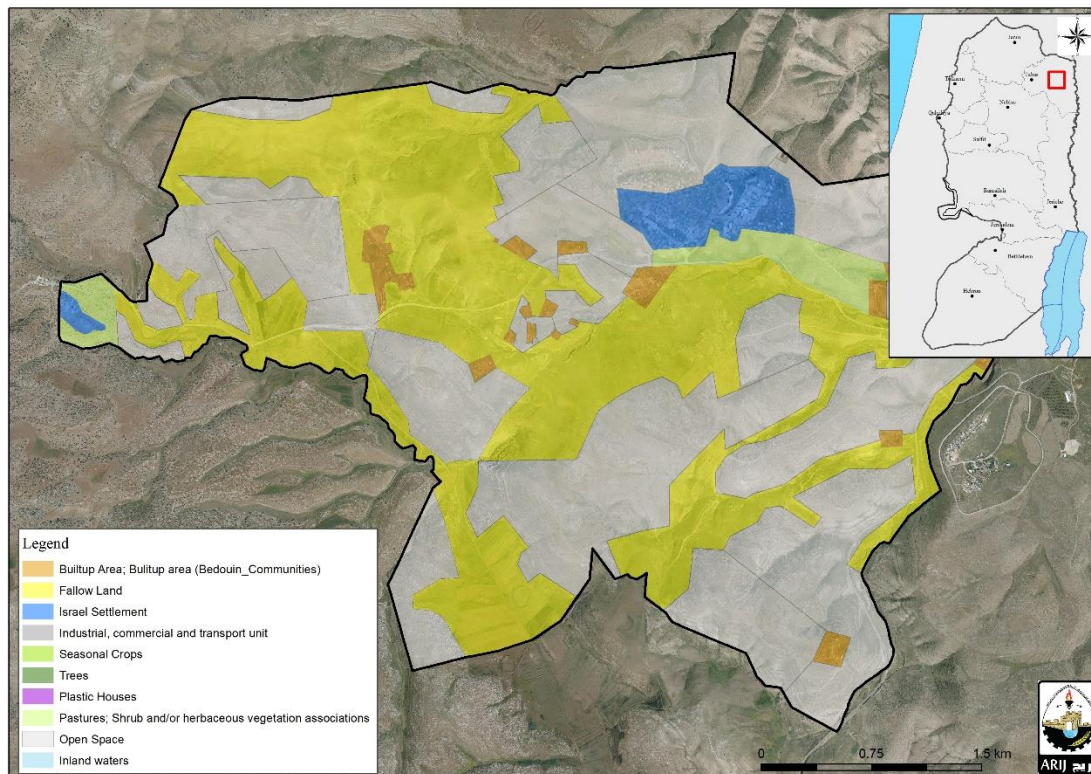 Jenin
Tubas
Tulkarm
Nablus
Qalqiliya
Salfit
Ramallah
Jericho
Jerusalem
Bethlehem
Hebron
Legend
Builtup Area; Bulitup area (Bedouin_Communities)
Fallow Land
Israel Settlement
Industrial, commercial and transport unit
Seasonal Crops
Trees
Plastic Houses
Pastures; Shrub and/or herbaceous vegetation associations
Open Space
Inland waters
0 0.75 1.5 km
ARIJ